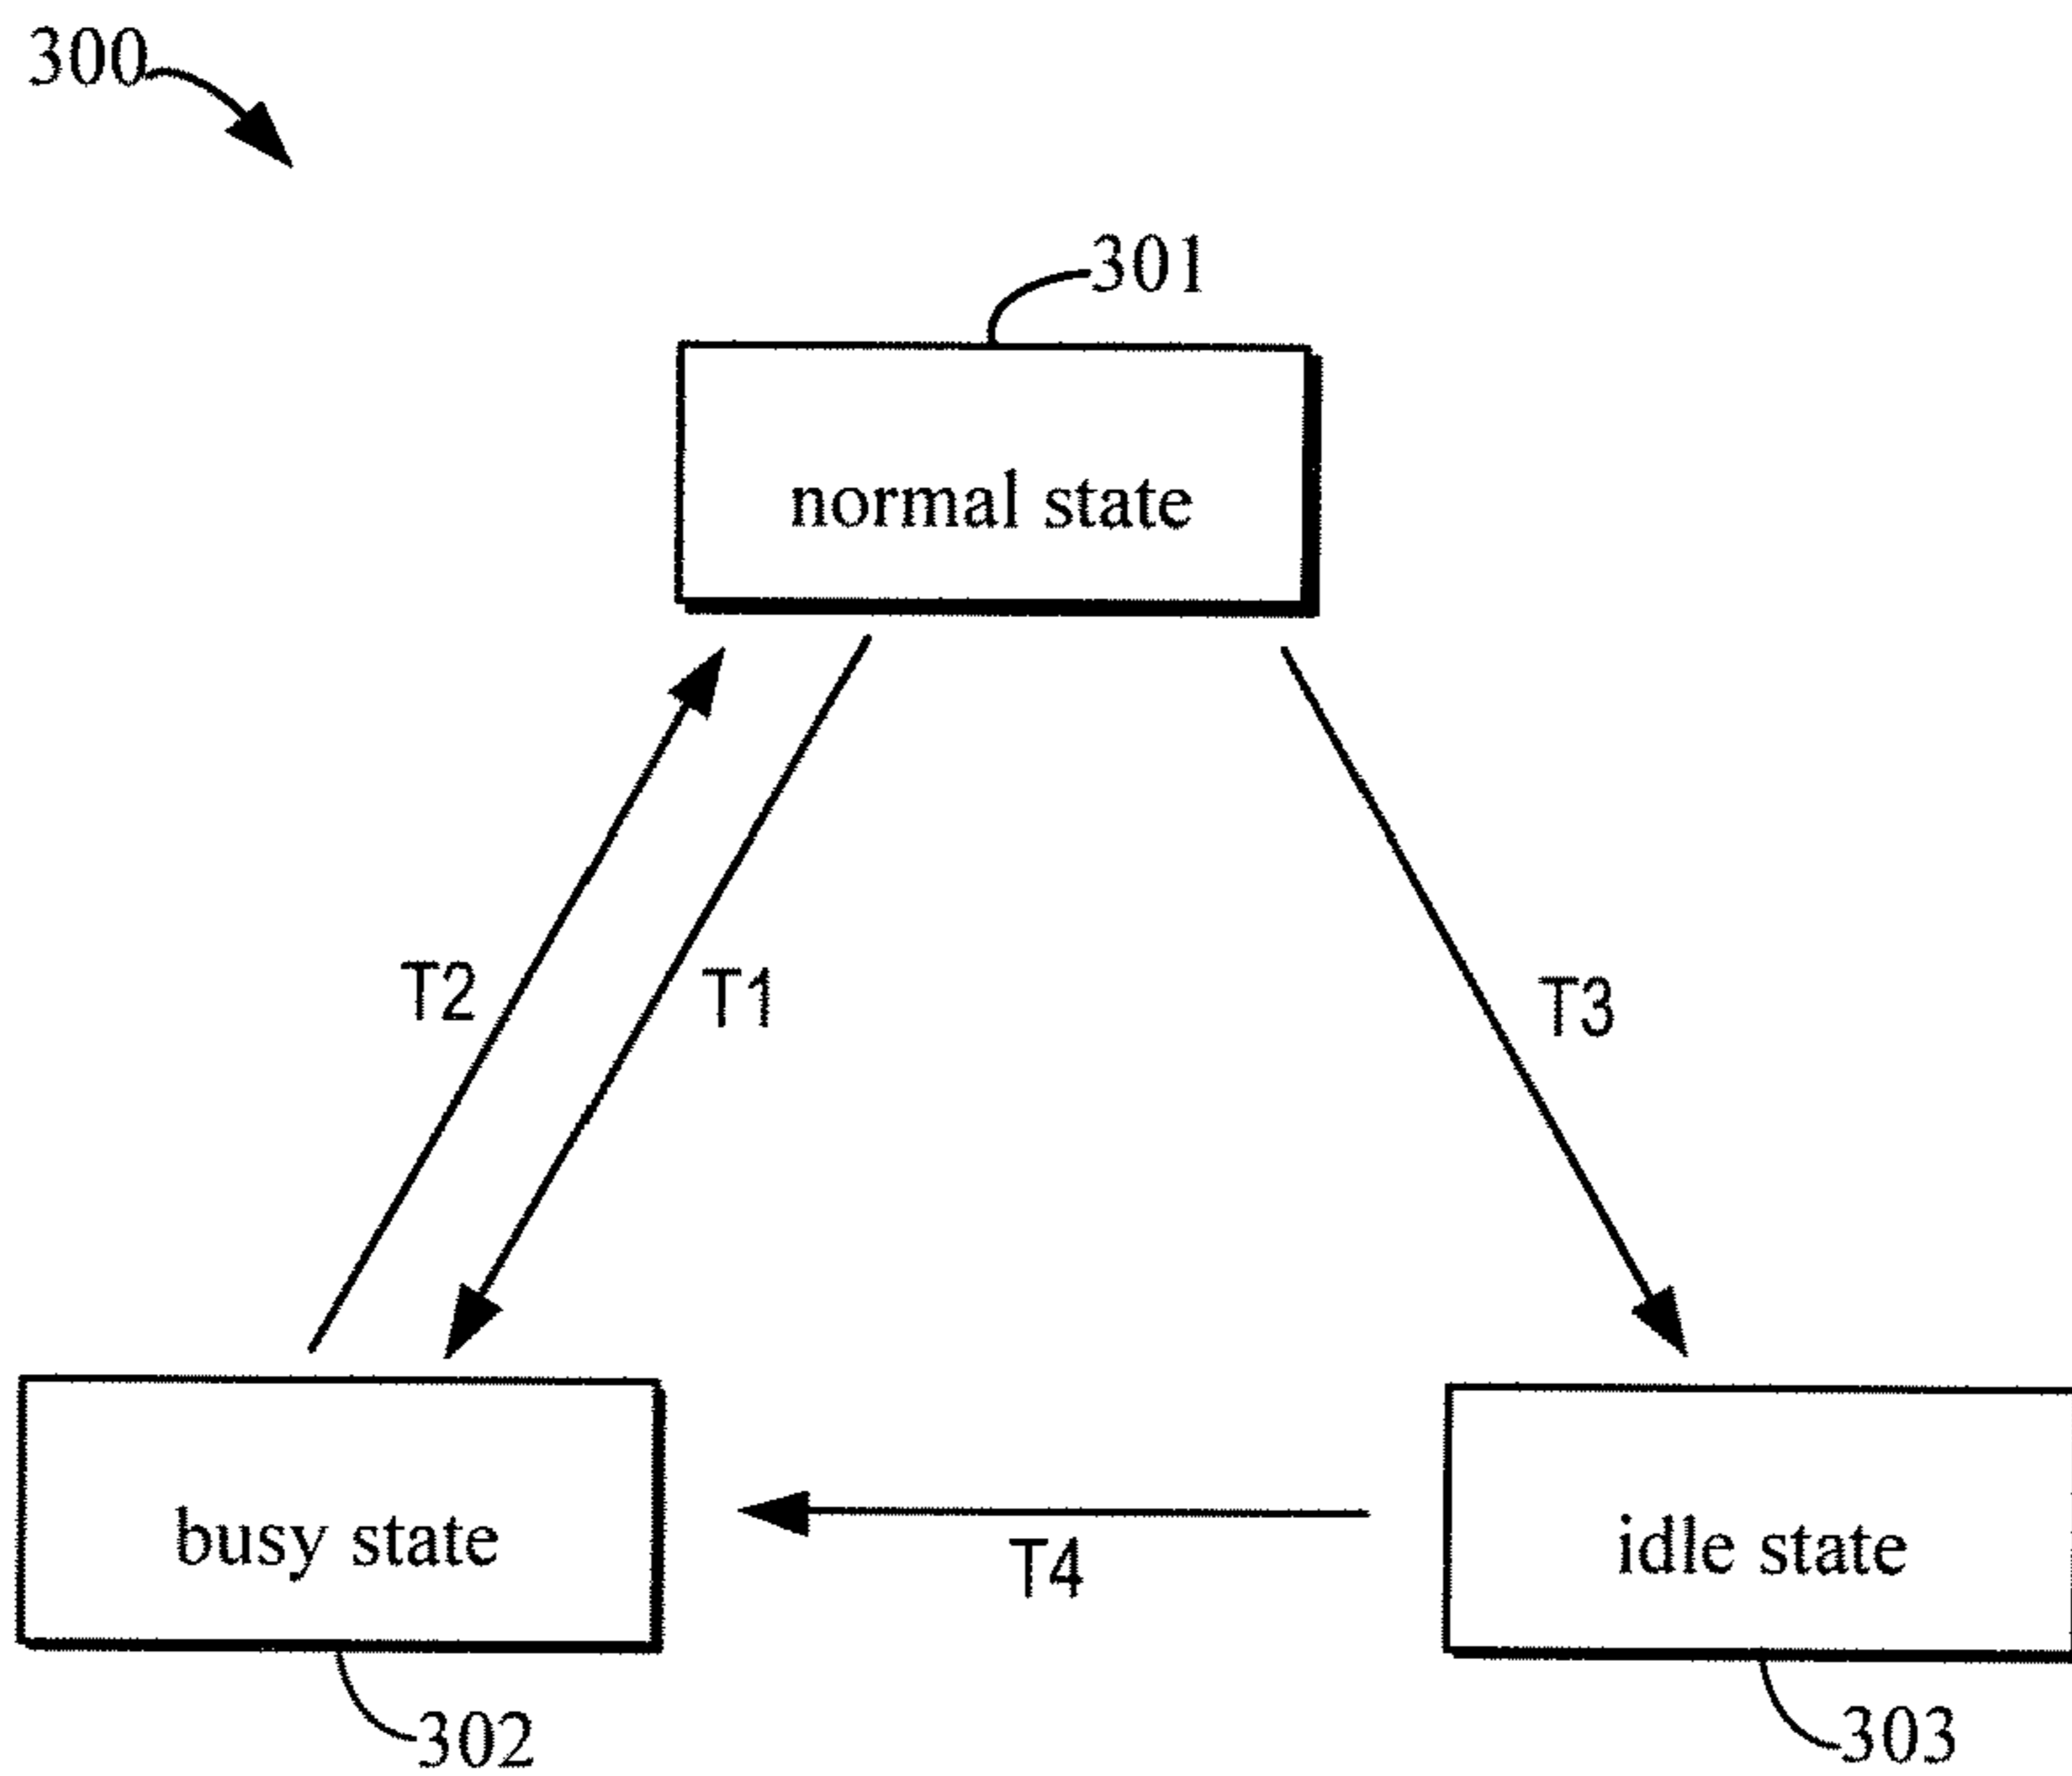 300
301
normal state
T2
T1
T3
busy state
T4
idle state
302
303